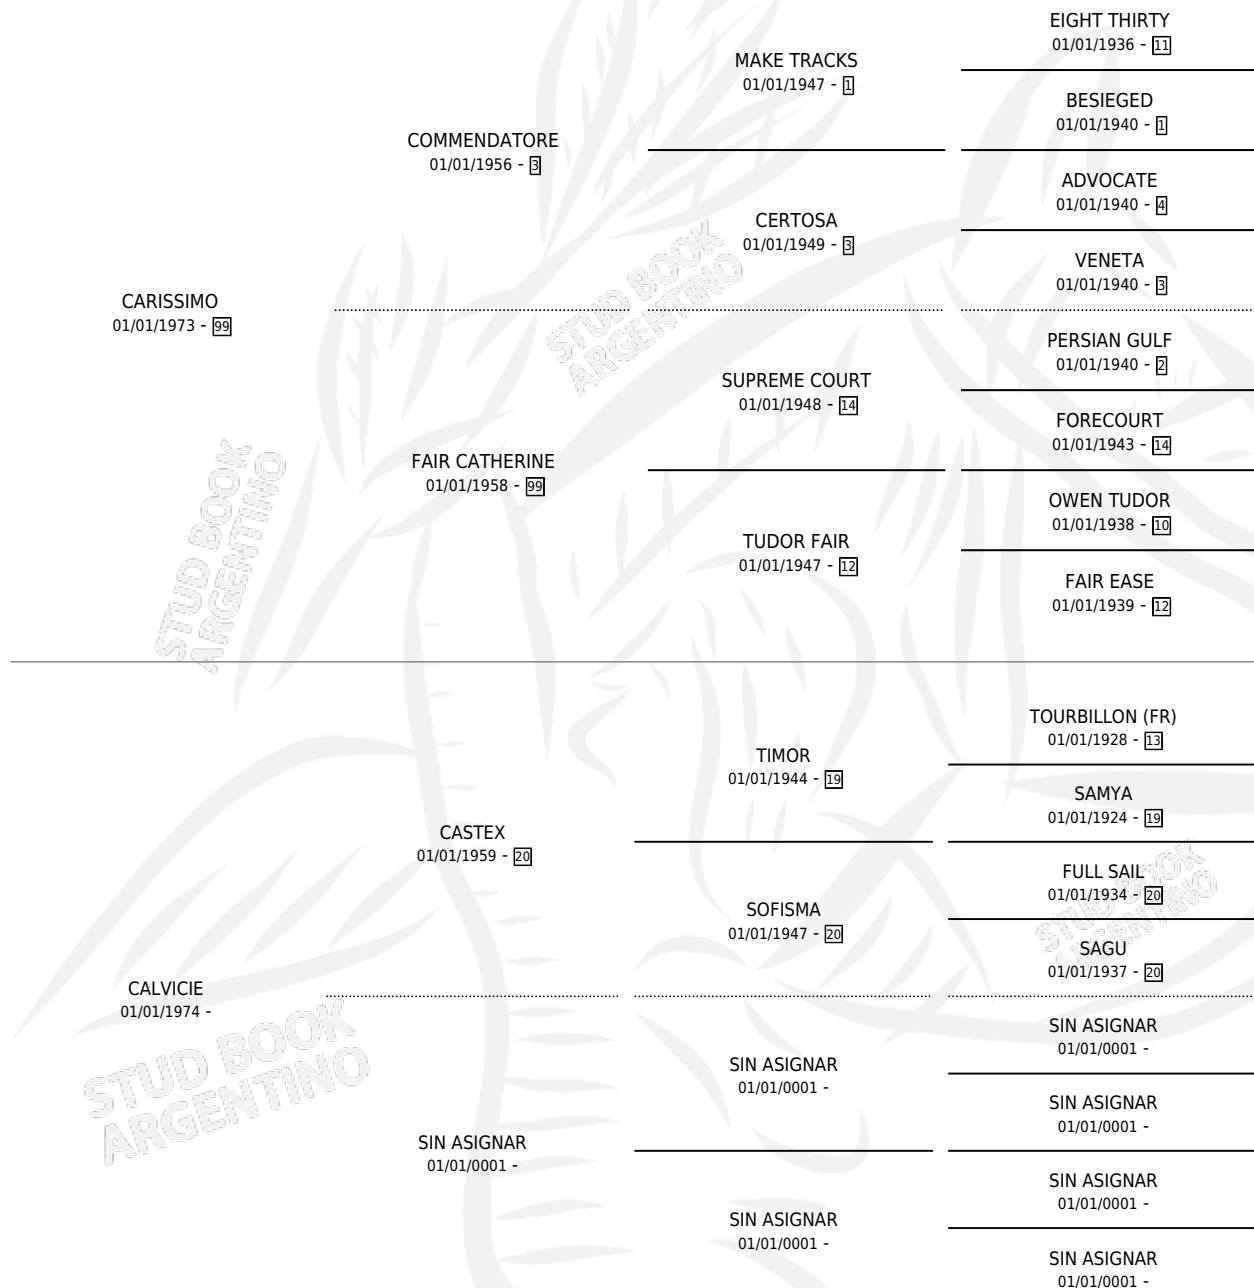 EIGHT THIRTY
01/01/1936 - 11
MAKE TRACKS
01/01/1947 - 1
BESIEGED
01/01/1940 - 1
COMMENDATORE
01/01/1956 - 3
ADVOCATE
01/01/1940 - 4
CERTOSA
01/01/1949 - 3
VENETA
01/01/1940 - 3
CARISSIMO
01/01/1973 - 99
PERSIAN GULF
01/01/1940 - 2
SUPREME COURT
01/01/1948 - 14
FORECOURT
01/01/1943 - 14
FAIR CATHERINE
01/01/1958 - 99
OWEN TUDOR
01/01/1938 - 10
TUDOR FAIR
01/01/1947 - 12
FAIR EASE
01/01/1939 - 12
TOURBILLON (FR)
01/01/1928 - 13
TIMOR
01/01/1944 - 19
SAMYA
01/01/1924 - 19
CASTEX
01/01/1959 - 20
FULL SAIL
01/01/1934 - 20
SOFISMA
01/01/1947 - 20
SAGU
01/01/1937 - 20
CALVICIE
01/01/1974 -
SIN ASIGNAR
01/01/0001 -
SIN ASIGNAR
01/01/0001 -
SIN ASIGNAR
01/01/0001 -
SIN ASIGNAR
01/01/0001 -
SIN ASIGNAR
01/01/0001 -
SIN ASIGNAR
01/01/0001 -
SIN ASIGNAR
01/01/0001 -
STUD BOOK
ARGENTINO
STUD BOOK
ARGENTINO
STUD BOOK
ARGENTINO
STUD BOOK
ARGENTINO